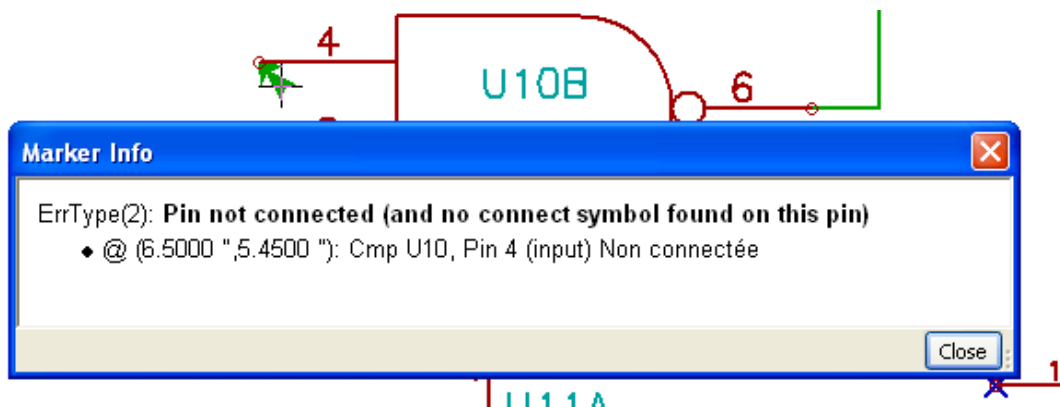 4
U10B
6
Marker Info
ErrType(2): Pin not connected (and no connect symbol found on this pin)
● @ (6.5000 ",5.4500 "): Cmp U10, Pin 4 (input) Non connectée
Close
1
U11A